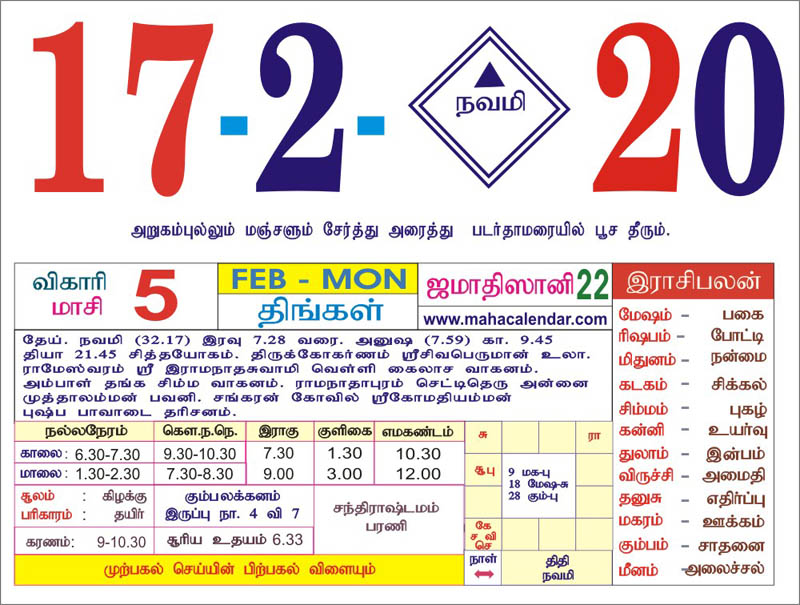 17-2- நவமி 20
அறுகம்புல்லும் மஞ்சளும் சேர்த்து அரைத்து படர்தாமரையில் பூச தீரும்.
விகாரி
மாசி 5
FEB - MON
திங்கள்
ஜமாதிஸானி 22
www.mahacalendar.com
தேய். நவமி (32.17) இரவு 7.28 வரை. அனுஷ (7.59) கா. 9.45
தியா 21.45 சித்தயோகம். திருக்கோகர்ணம் ஸ்ரீசிவபெருமான் உலா.
ராமேஸ்வரம் ஸ்ரீ இராமநாதசுவாமி வெள்ளி கைலாச வாகனம்.
அம்பாள் தங்க சிம்ம வாகனம். ராமநாதாபுரம் செட்டிதெரு அன்னை
முத்தாலம்மன் பவனி. சங்கரன் கோவில் ஸ்ரீகோமதியம்மன்
புஷ்ப பாவாடை தரிசனம்.
இராசிபலன்
மேஷம் - பகை
ரிஷபம் - போட்டி
மிதுனம் - நன்மை
கடகம் - சிக்கல்
சிம்மம் - புகழ்
கன்னி - உயர்வு
துலாம் - இன்பம்
விருச்சி - அமைதி
தனுசு - எதிர்ப்பு
மகரம் - ஊக்கம்
கும்பம் - சாதனை
மீனம் - அலைச்சல்
நல்லநேரம் கௌ.ந.நெ. இராகு குளிகை எமகண்டம்
காலை: 6.30-7.30 9.30-10.30 7.30 1.30 10.30
மாலை: 1.30-2.30 7.30-8.30 9.00 3.00 12.00
சூலம் : கிழக்கு
பரிகாரம் : தயிர்
கும்பலக்கனம்
இருப்பு நா. 4 வி 7
சந்திராஷ்டமம்
பரணி
கரணம்: 9-10.30 சூரிய உதயம் 6.33
முற்பகல் செய்யின் பிற்பகல் விளையும்
சு ரா
சூபு
9 மக-பு
18 மேஷ-சு
28 கும்-பு
கே
ச வி
செ
நாள்
திதி
நவமி